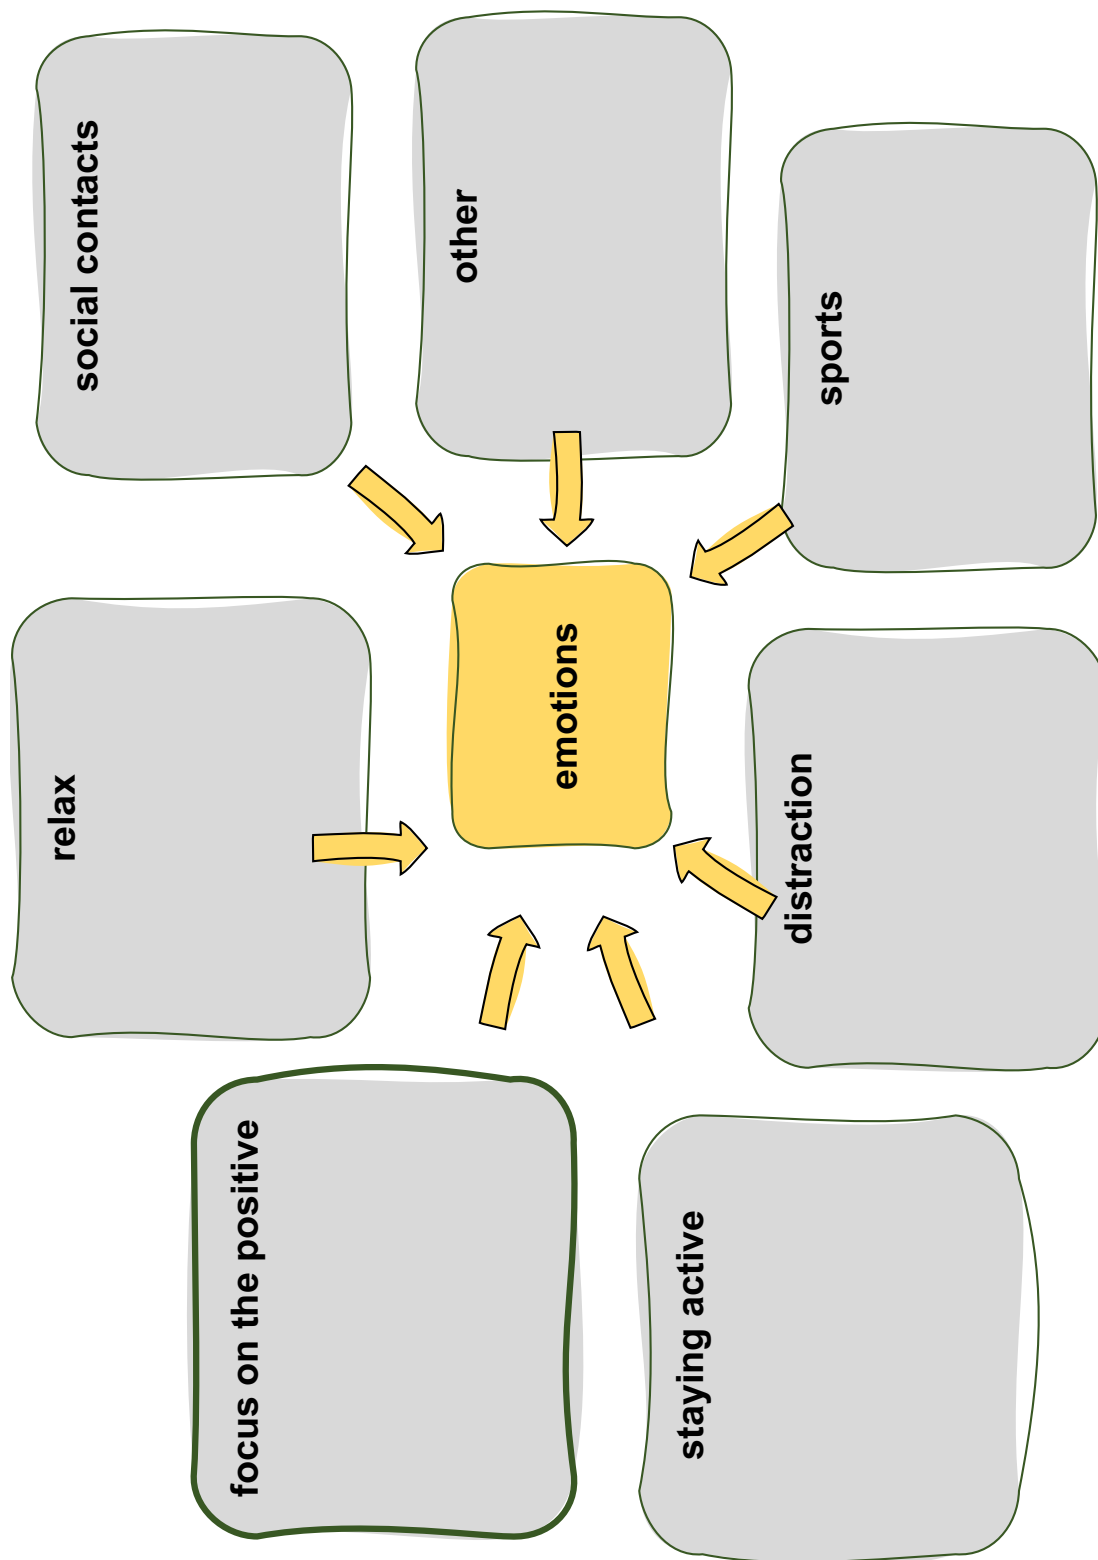 relax
social contacts
focus on the positive
other
emotions
staying active
distraction
sports